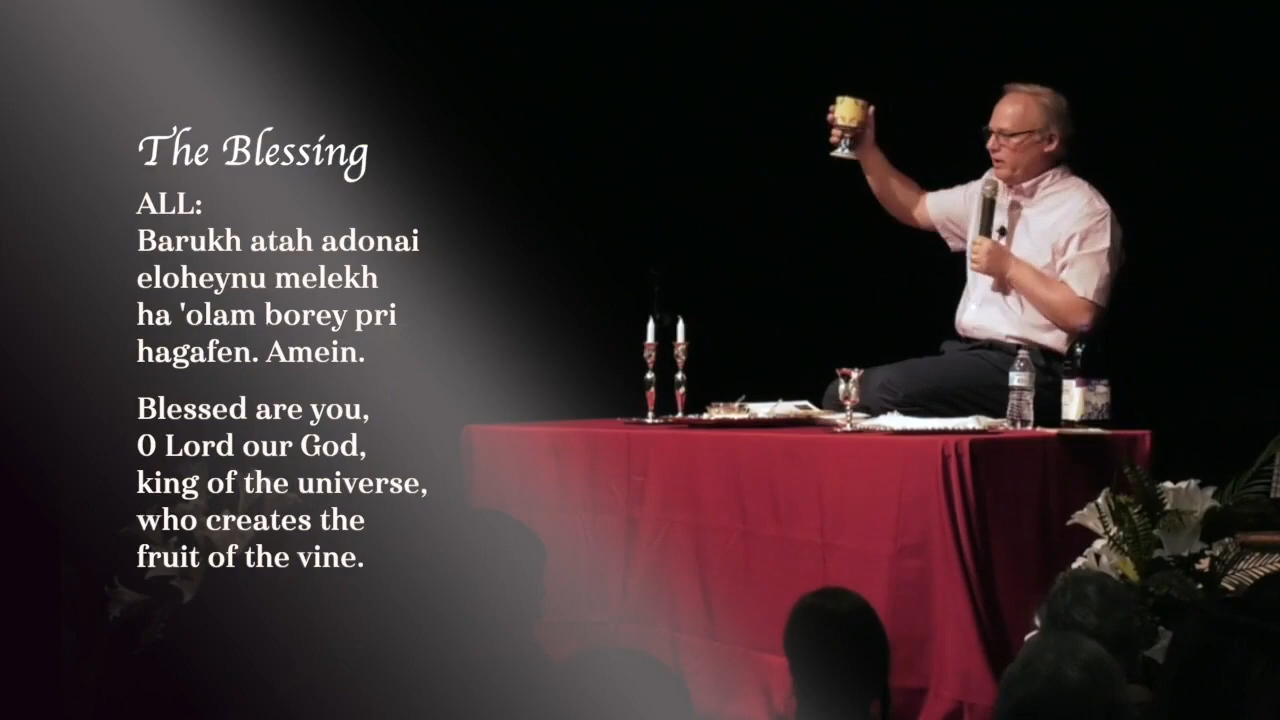 The Blessing
ALL:
Barukh atah adonai
eloheynu melekh
ha 'olam borey pri
hagafen. Amein.
Blessed are you,
O Lord our God,
king of the universe,
who creates the
fruit of the vine.